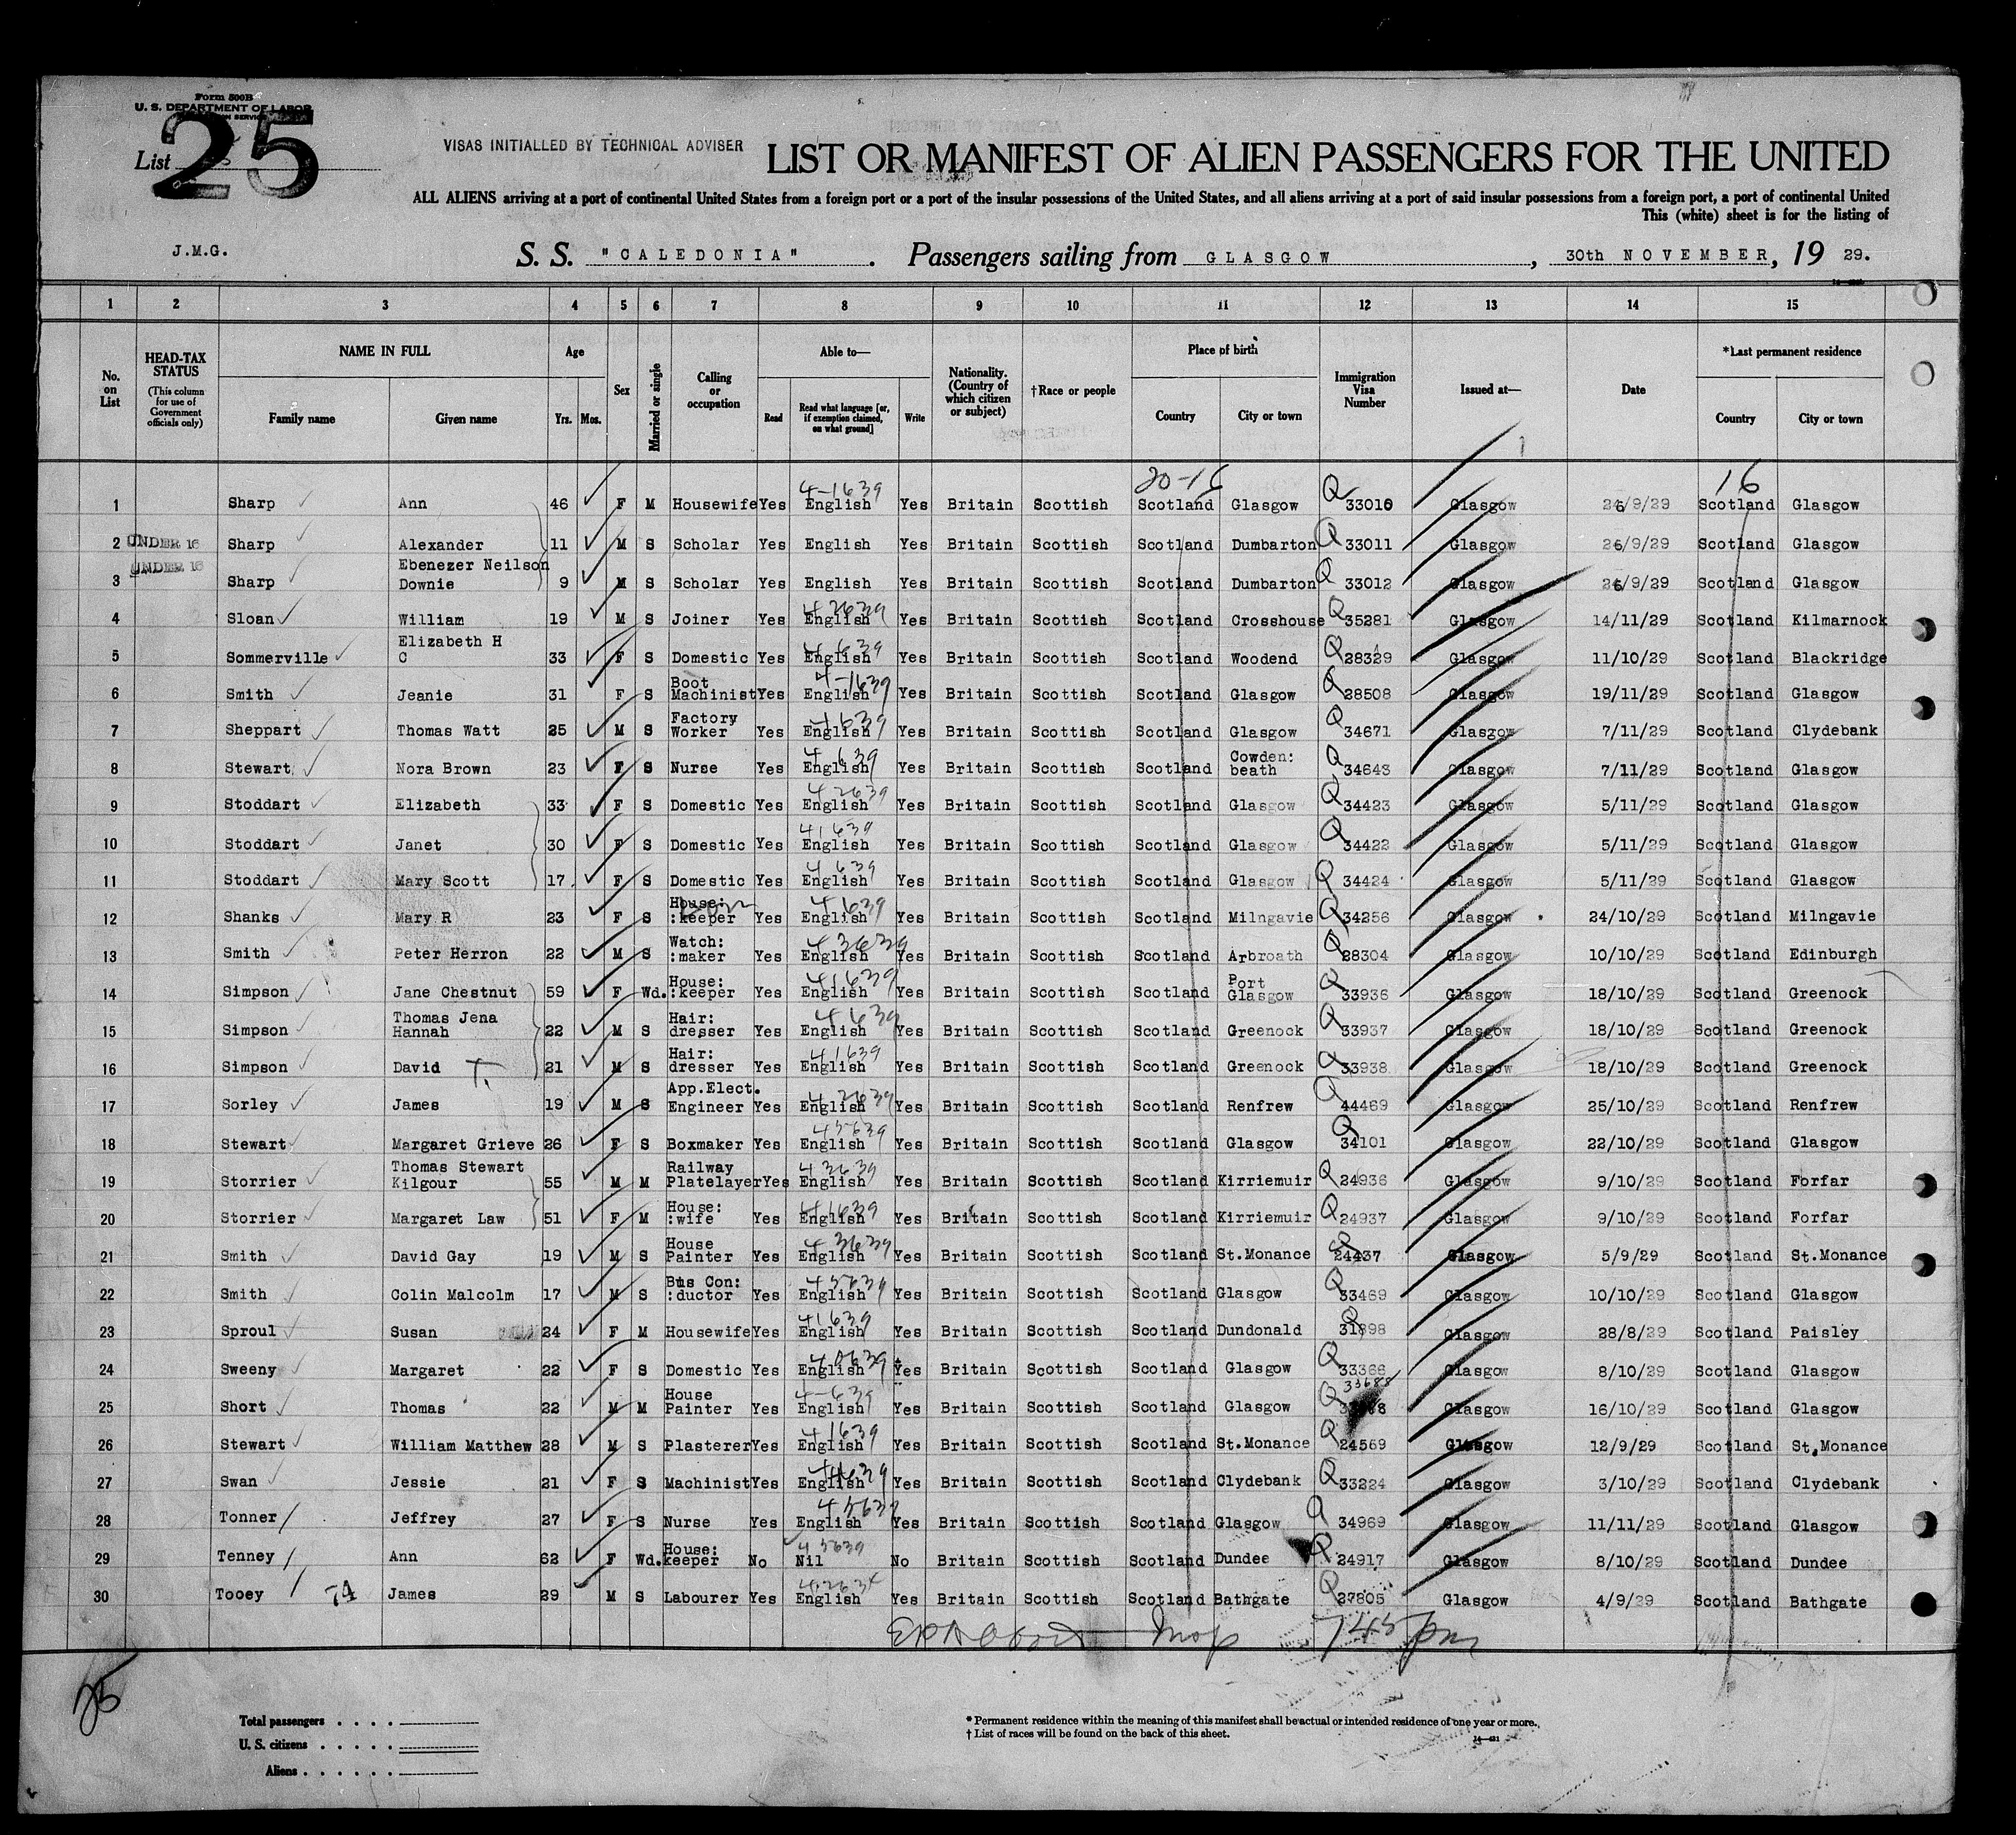 Form 500B
U. S. DEPARTMENT OF LABOR
List 25
VISAS INITIALLED BY TECHNICAL ADVISER
LIST OR MANIFEST OF ALIEN PASSENGERS FOR THE UNITED
ALL ALIENS arriving at a port of continental United States from a foreign port or a port of the insular possessions of the United States, and all aliens arriving at a port of said insular possessions from a foreign port, a port of continental United
This (white) sheet is for the listing of
J.M.G.
S. S. "CALEDONIA" . Passengers sailing from GLASGOW , 30th NOVEMBER, 19 29.
1 2 3 4 5 6 7 8 9 10 11 12 13 14 15
No. on List
HEAD-TAX STATUS (This column for use of Government officials only)
NAME IN FULL
Family name Given name
Age
Yrs. Mos.
Sex
Married or single
Calling or occupation
Able to—
Read Read what language [or, if exemption claimed, on what ground] Write
Nationality. (Country of which citizen or subject)
†Race or people
Place of birth
Country City or town
Immigration Visa Number
Issued at—
Date
*Last permanent residence
Country City or town
4-1639 20-16 16
1 Sharp Ann 46 F M Housewife Yes English Yes Britain Scottish Scotland Glasgow Q 33010 Glasgow 26/9/29 Scotland Glasgow
2 UNDER 16 Sharp Alexander 11 M S Scholar Yes English Yes Britain Scottish Scotland Dumbarton Q 33011 Glasgow 26/9/29 Scotland Glasgow
3 UNDER 16 Sharp Ebenezer Neilson Downie 9 M S Scholar Yes English Yes Britain Scottish Scotland Dumbarton Q 33012 Glasgow 26/9/29 Scotland Glasgow
4 Sloan William 19 M S Joiner Yes English Yes Britain Scottish Scotland Crosshouse Q 35281 Glasgow 14/11/29 Scotland Kilmarnock
5 Sommerville Elizabeth H C 33 F S Domestic Yes English Yes Britain Scottish Scotland Woodend Q 28329 Glasgow 11/10/29 Scotland Blackridge
6 Smith Jeanie 31 F S Boot Machinist Yes English Yes Britain Scottish Scotland Glasgow Q 28508 Glasgow 19/11/29 Scotland Glasgow
7 Sheppart Thomas Watt 25 M S Factory Worker Yes English Yes Britain Scottish Scotland Glasgow Q 34671 Glasgow 7/11/29 Scotland Clydebank
8 Stewart Nora Brown 23 F S Nurse Yes English Yes Britain Scottish Scotland Cowden: beath Q 34643 Glasgow 7/11/29 Scotland Glasgow
9 Stoddart Elizabeth 33 F S Domestic Yes English Yes Britain Scottish Scotland Glasgow Q 34423 Glasgow 5/11/29 Scotland Glasgow
10 Stoddart Janet 30 F S Domestic Yes English Yes Britain Scottish Scotland Glasgow Q 34422 Glasgow 5/11/29 Scotland Glasgow
11 Stoddart Mary Scott 17 F S Domestic Yes English Yes Britain Scottish Scotland Glasgow Q 34424 Glasgow 5/11/29 Scotland Glasgow
12 Shanks Mary R 23 F S House: :keeper Yes English Yes Britain Scottish Scotland Milngavie Q 34256 Glasgow 24/10/29 Scotland Milngavie
13 Smith Peter Herron 22 M S Watch: :maker Yes English Yes Britain Scottish Scotland Arbroath Q 28304 Glasgow 10/10/29 Scotland Edinburgh
14 Simpson Jane Chestnut 59 F Wd. House: :keeper Yes English Yes Britain Scottish Scotland Port Glasgow Q 33936 Glasgow 18/10/29 Scotland Greenock
15 Simpson Thomas Jena Hannah 22 M S Hair: dresser Yes English Yes Britain Scottish Scotland Greenock Q 33937 Glasgow 18/10/29 Scotland Greenock
16 Simpson David T. 21 M S Hair: dresser Yes English Yes Britain Scottish Scotland Greenock Q 33938 Glasgow 18/10/29 Scotland Greenock
17 Sorley James 19 M S App.Elect. Engineer Yes English Yes Britain Scottish Scotland Renfrew Q 44469 Glasgow 25/10/29 Scotland Renfrew
18 Stewart Margaret Grieve 26 F S Boxmaker Yes English Yes Britain Scottish Scotland Glasgow Q 34101 Glasgow 22/10/29 Scotland Glasgow
19 Storrier Thomas Stewart Kilgour 55 M M Railway Platelayer Yes English Yes Britain Scottish Scotland Kirriemuir Q 24936 Glasgow 9/10/29 Scotland Forfar
20 Storrier Margaret Law 51 F M House: :wife Yes English Yes Britain Scottish Scotland Kirriemuir Q 24937 Glasgow 9/10/29 Scotland Forfar
21 Smith David Gay 19 M S House Painter Yes English Yes Britain Scottish Scotland St.Monance Q 24437 Glasgow 5/9/29 Scotland St.Monance
22 Smith Colin Malcolm 17 M S Bus Con: :ductor Yes English Yes Britain Scottish Scotland Glasgow Q 33469 Glasgow 10/10/29 Scotland Glasgow
23 Sproul Susan 24 F M Housewife Yes English Yes Britain Scottish Scotland Dundonald Q 31898 Glasgow 28/8/29 Scotland Paisley
24 Sweeny Margaret 22 F S Domestic Yes English Yes Britain Scottish Scotland Glasgow Q 33366 Glasgow 8/10/29 Scotland Glasgow
25 Short Thomas 22 M M House Painter Yes English Yes Britain Scottish Scotland Glasgow Q 33688 Glasgow 16/10/29 Scotland Glasgow
26 Stewart William Matthew 28 M S Plasterer Yes English Yes Britain Scottish Scotland St.Monance Q 24569 Glasgow 12/9/29 Scotland St.Monance
27 Swan Jessie 21 F S Machinist Yes English Yes Britain Scottish Scotland Clydebank Q 33224 Glasgow 3/10/29 Scotland Clydebank
28 Tonner Jeffrey 27 F S Nurse Yes English Yes Britain Scottish Scotland Glasgow Q 34969 Glasgow 11/11/29 Scotland Glasgow
29 Tenney Ann 62 F Wd. House: keeper No Nil No Britain Scottish Scotland Dundee Q 24917 Glasgow 8/10/29 Scotland Dundee
30 Tooey 74 James 29 M S Labourer Yes English Yes Britain Scottish Scotland Bathgate Q 27805 Glasgow 4/9/29 Scotland Bathgate
745 pm
25
Total passengers . . . .
U. S. citizens . . . . .
Aliens . . . . . .
* Permanent residence within the meaning of this manifest shall be actual or intended residence of one year or more.
† List of races will be found on the back of this sheet.